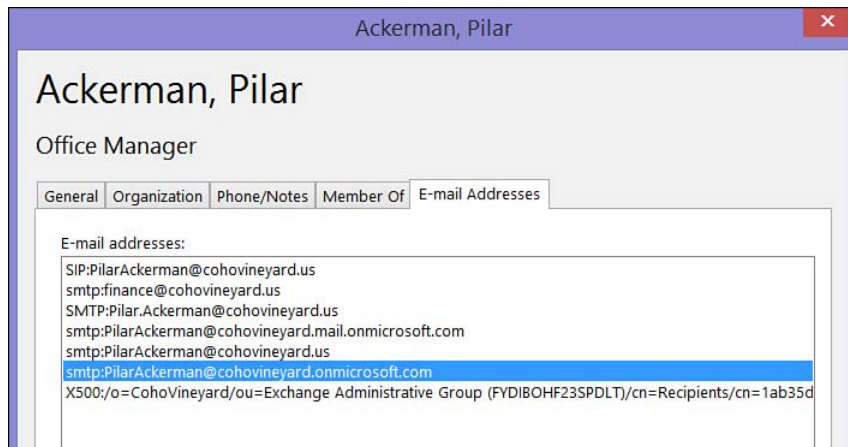 Ackerman, Pilar
Ackerman, Pilar
Office Manager
General Organization Phone/Notes Member Of E-mail Addresses
E-mail addresses:
SIP:PilarAckerman@cohovineyard.us
smtp:finance@cohovineyard.us
SMTP:Pilar.Ackerman@cohovineyard.us
smtp:PilarAckerman@cohovineyard.mail.onmicrosoft.com
smtp:PilarAckerman@cohovineyard.us
smtp:PilarAckerman@cohovineyard.onmicrosoft.com
X500:/o=CohoVineyard/ou=Exchange Administrative Group (FYDIBOHF23SPDLT)/cn=Recipients/cn=1ab35d